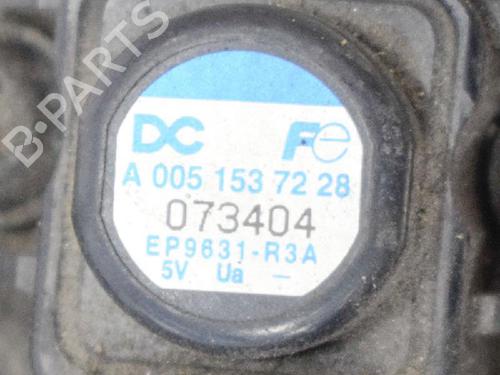 B-PARTS
DC Fe
A 005 153 72 28
073404
EP9631-R3A
5V Ua –